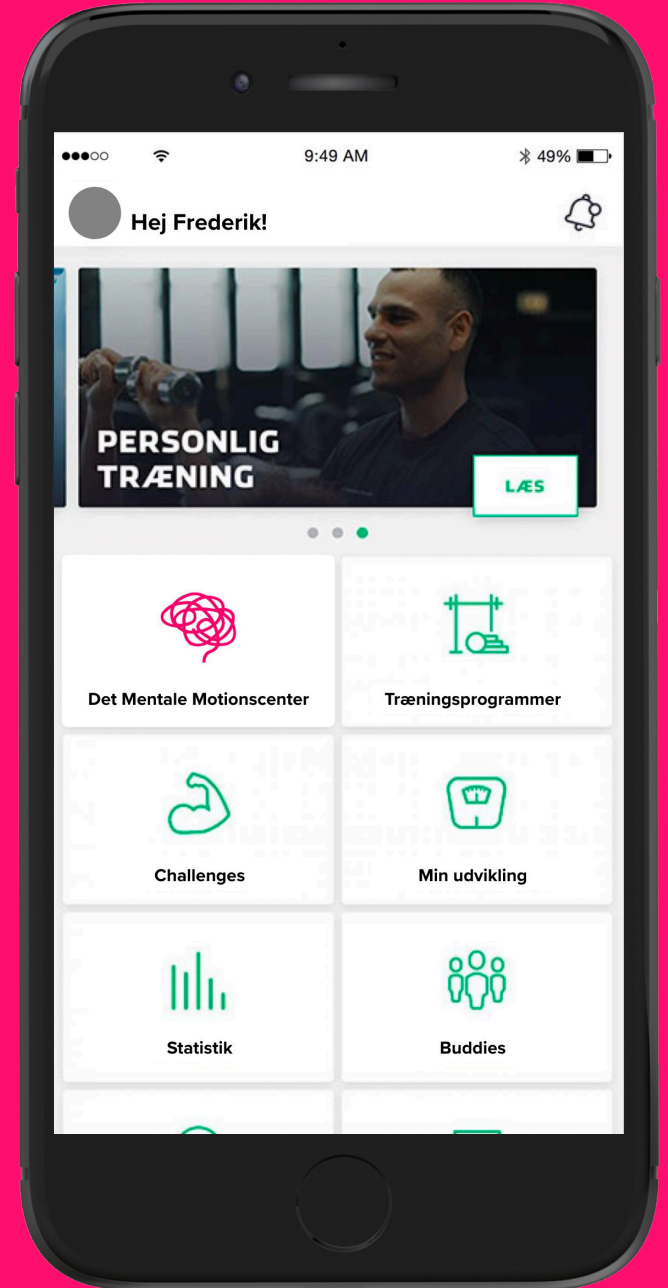 9:49 AM
49%
Hej Frederik!
PERSONLIG
TRÆNING
LÆS
Det Mentale Motionscenter
Træningsprogrammer
Challenges
Min udvikling
Statistik
Buddies